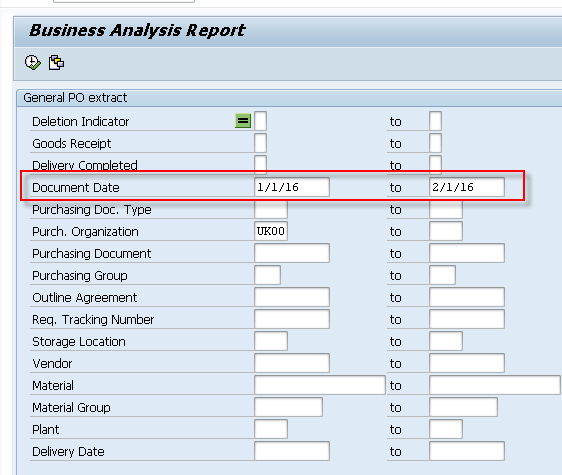 Business Analysis Report
General PO extract
Deletion Indicator to
Goods Receipt to
Delivery Completed to
Document Date 1/1/16 to 2/1/16
Purchasing Doc. Type to
Purch. Organization UK00 to
Purchasing Document to
Purchasing Group to
Outline Agreement to
Req. Tracking Number to
Storage Location to
Vendor to
Material to
Material Group to
Plant to
Delivery Date to